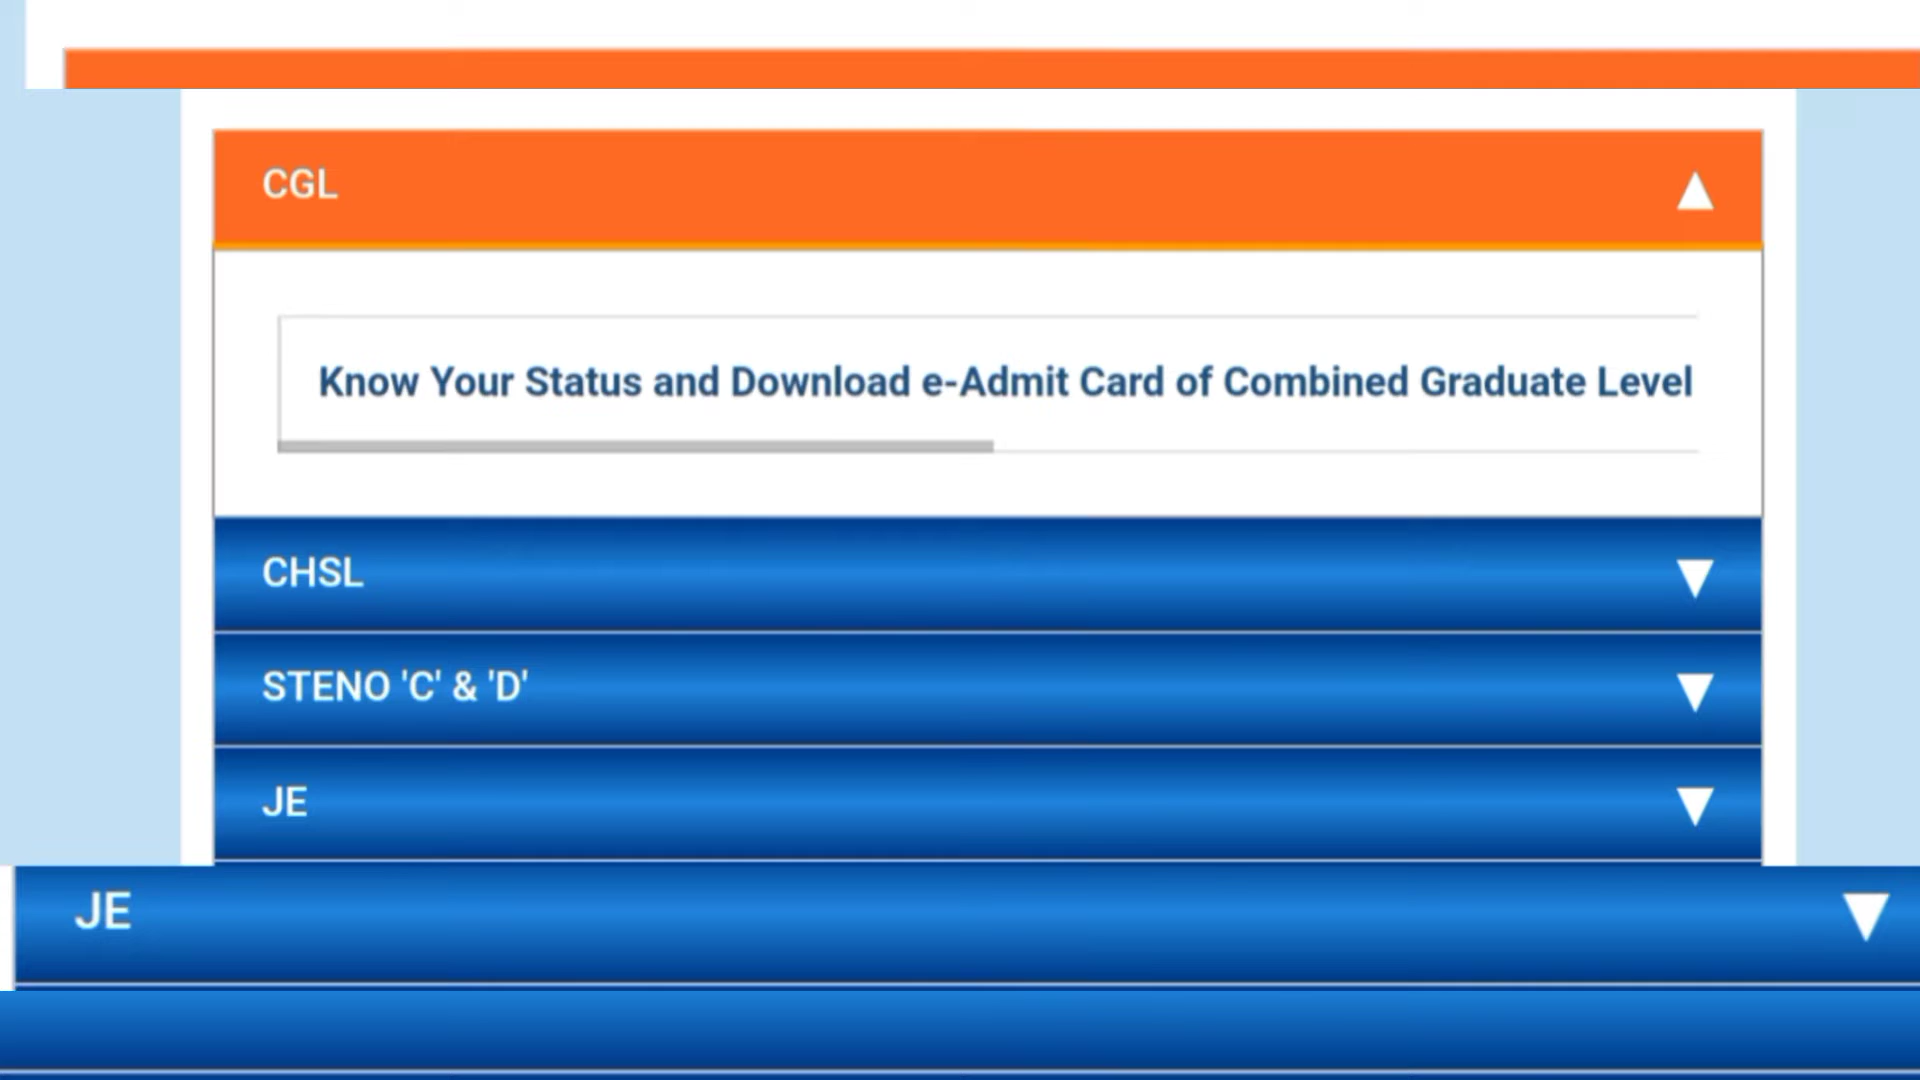 CGL
Know Your Status and Download e-Admit Card of Combined Graduate Level
CHSL
STENO 'C' & 'D'
JE
JE